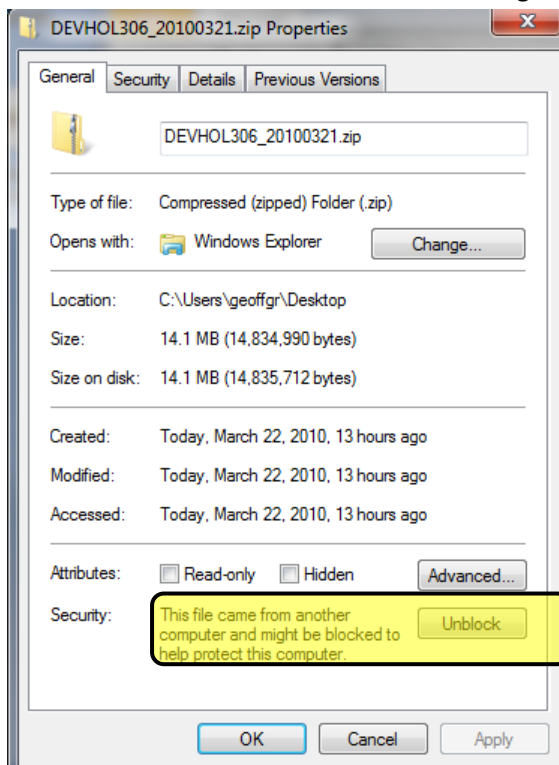 DEVHOL306_20100321.zip Properties
General Security Details Previous Versions
DEVHOL306_20100321.zip
Type of file: Compressed (zipped) Folder (.zip)
Opens with: Windows Explorer Change...
Location: C:\Users\geoffgr\Desktop
Size: 14.1 MB (14,834,990 bytes)
Size on disk: 14.1 MB (14,835,712 bytes)
Created: Today, March 22, 2010, 13 hours ago
Modified: Today, March 22, 2010, 13 hours ago
Accessed: Today, March 22, 2010, 13 hours ago
Attributes: Read-only Hidden Advanced...
Security: This file came from another
computer and might be blocked to Unblock
help protect this computer.
OK Cancel Apply